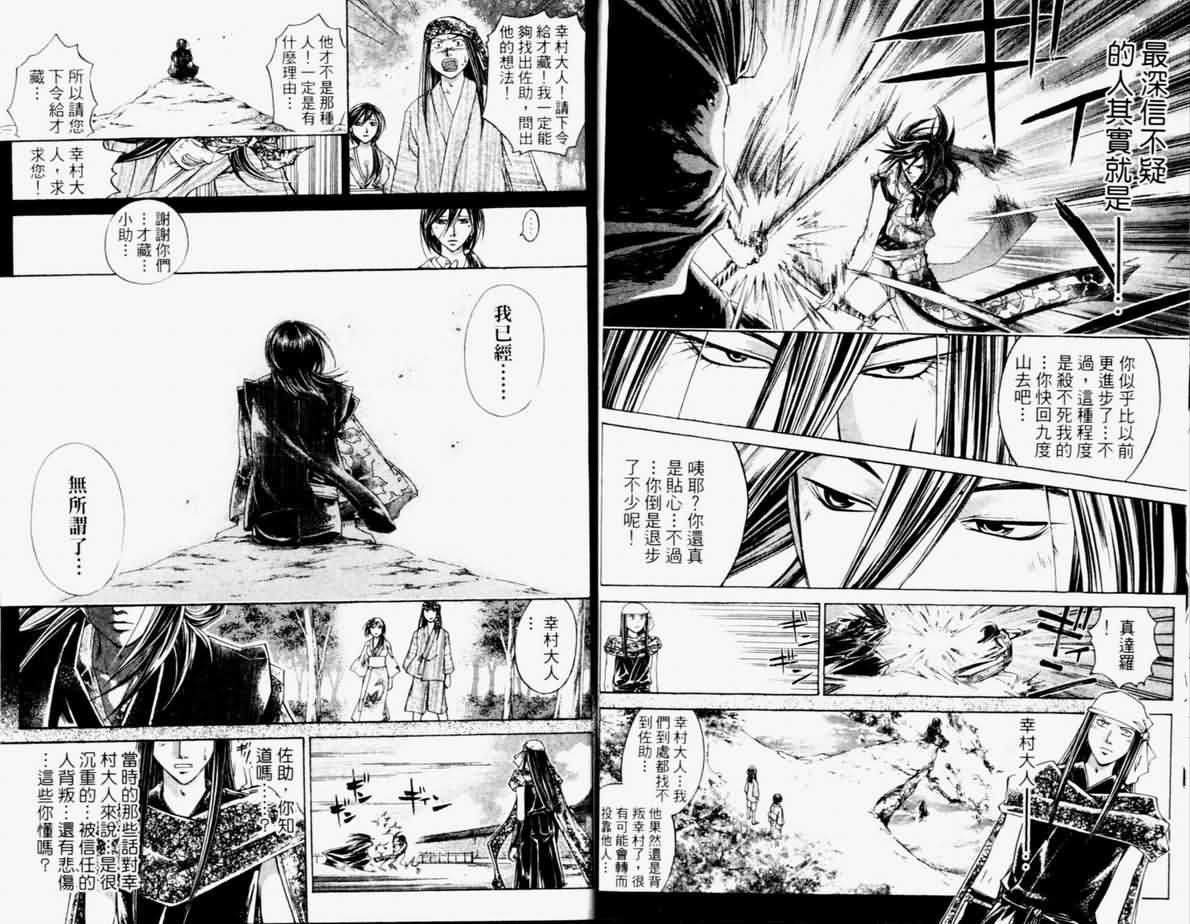 最深信不疑
的人其實就是——·
你似乎比以前
更進步了…不
過，這種程度
是殺不死我的
…你快回九度
山去吧…
咦耶？你還真
是貼心…不過
…你倒是退步
了不少呢！
真達羅
！
幸村大人——·
幸村大人…我
們到處都找不
到佐助…
他果然還是背
叛幸村了，很
有可能會轉而
投靠他人…
幸村大人！請下令
給才藏！我一定能
夠找出佐助，問出
他的想法！
他才不是那種
人！一定是有
什麼理由…
所以請您
下令給才
藏…
幸村大
人，求
求您！
…
謝謝你們
…才藏…
小助…
我已經……
無所謂了…
幸村大人
ギィン
ギィン
佐助，你知
道嗎……？
當時的那些話對幸
村大人來說…是很
沉重的…被信任的
人背叛…還有悲傷
…這些你懂嗎？